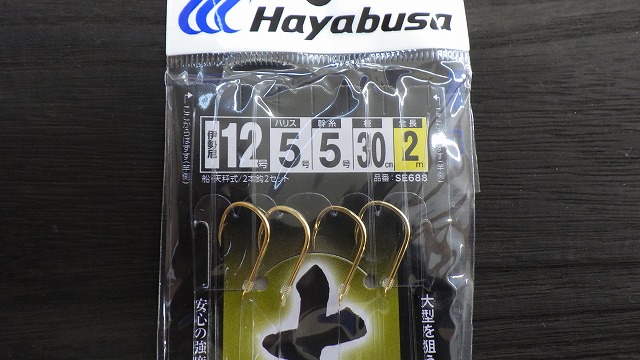 Hayabusa
ハリス 幹糸 枝 全長
伊勢尼 12号 5号 5号 30cm 2m
船・天秤式/2本鈎2セット 品番:SE688
安心の強度
大型を狙